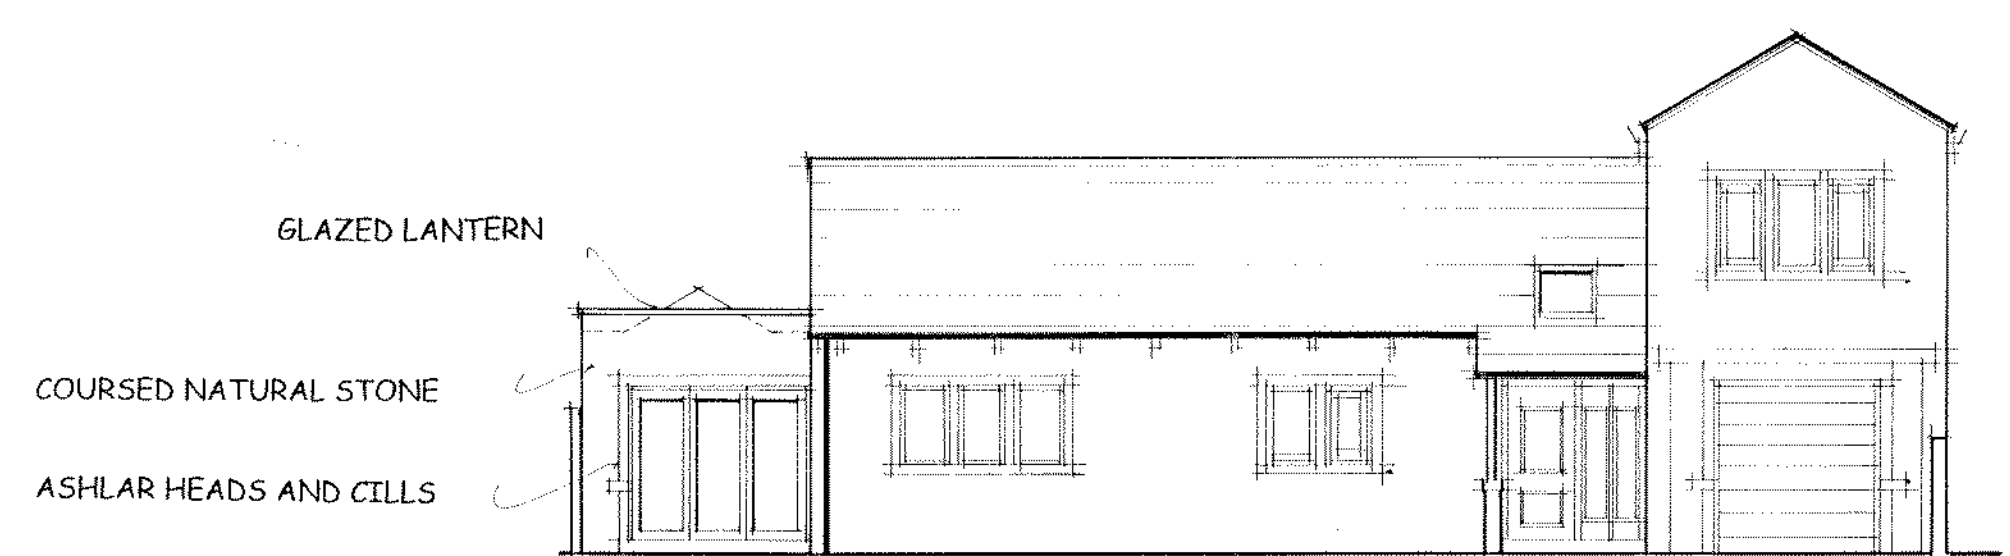 GLAZED LANTERN
COURSED NATURAL STONE
ASHLAR HEADS AND CILLS